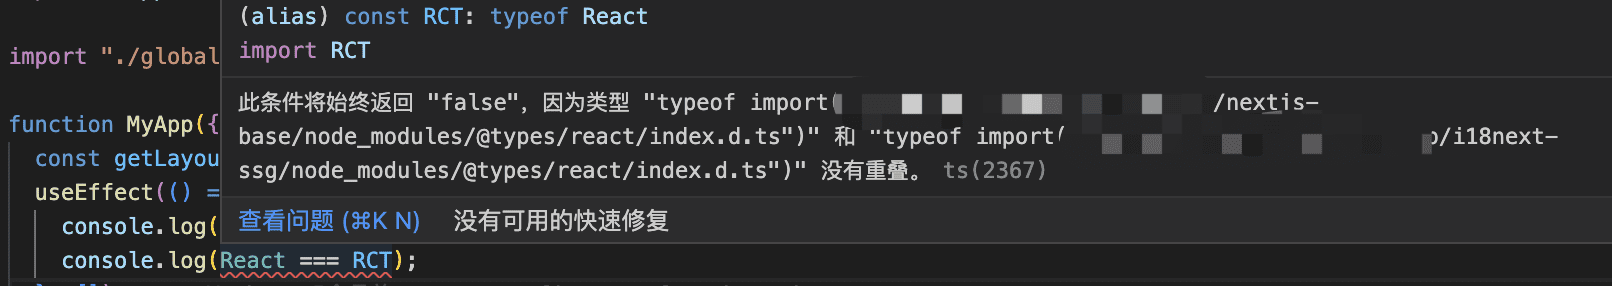 (alias) const RCT: typeof React
import "./global
import RCT
此条件将始终返回 "false"，因为类型 "typeof import( /nextjs-
function MyApp({
base/node_modules/@types/react/index.d.ts")" 和 "typeof import( /i18next-
const getLayou
ssg/node_modules/@types/react/index.d.ts")" 没有重叠。 ts(2367)
useEffect(() =
查看问题 (⌘K N) 没有可用的快速修复
console.log(
console.log(React === RCT);